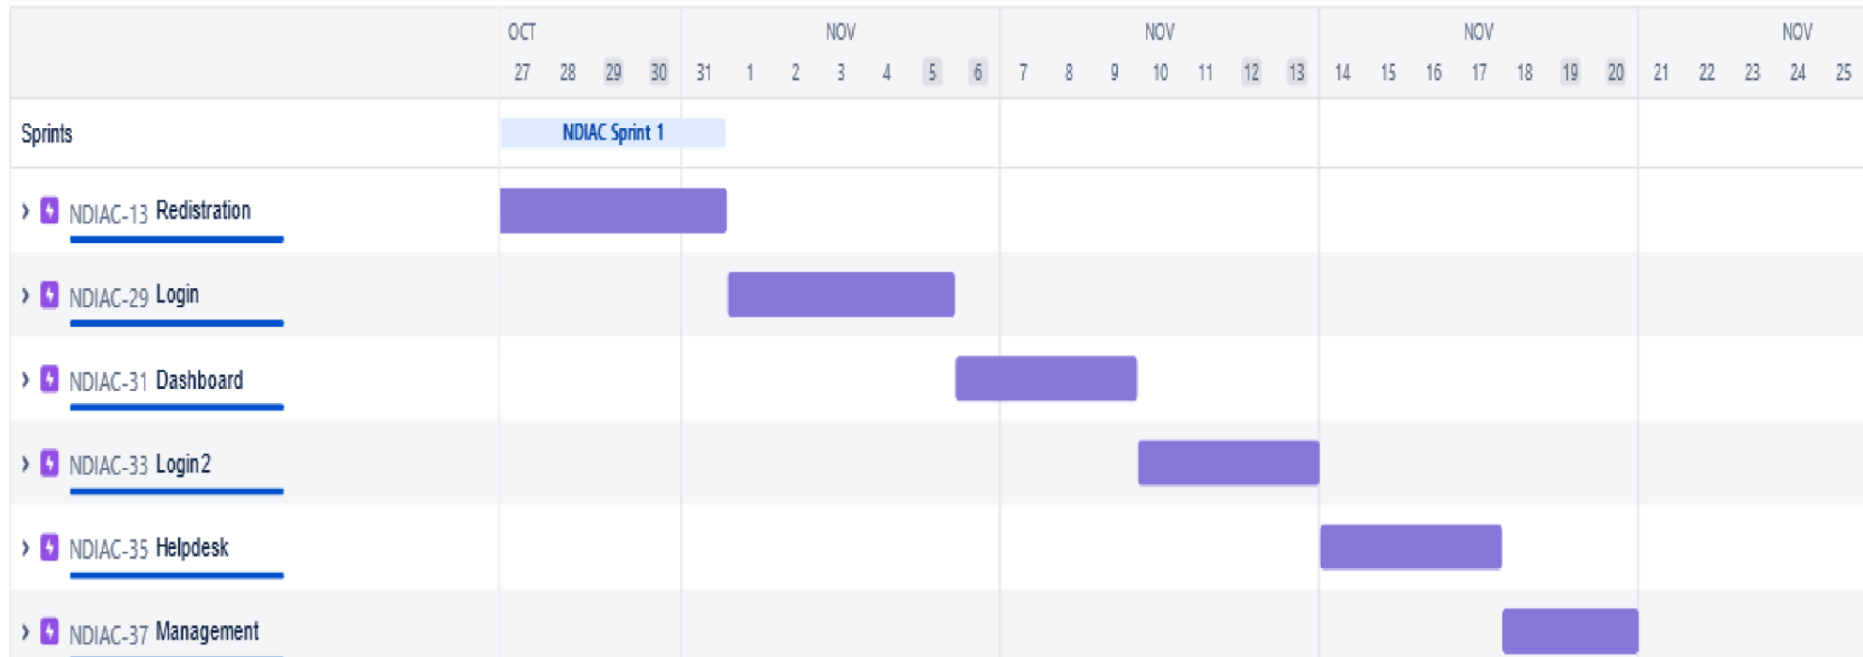 OCT NOV NOV NOV NOV
27 28 29 30 31 1 2 3 4 5 6 7 8 9 10 11 12 13 14 15 16 17 18 19 20 21 22 23 24 25
Sprints NDIAC Sprint 1
NDIAC-13 Redistration
NDIAC-29 Login
NDIAC-31 Dashboard
NDIAC-33 Login2
NDIAC-35 Helpdesk
NDIAC-37 Management